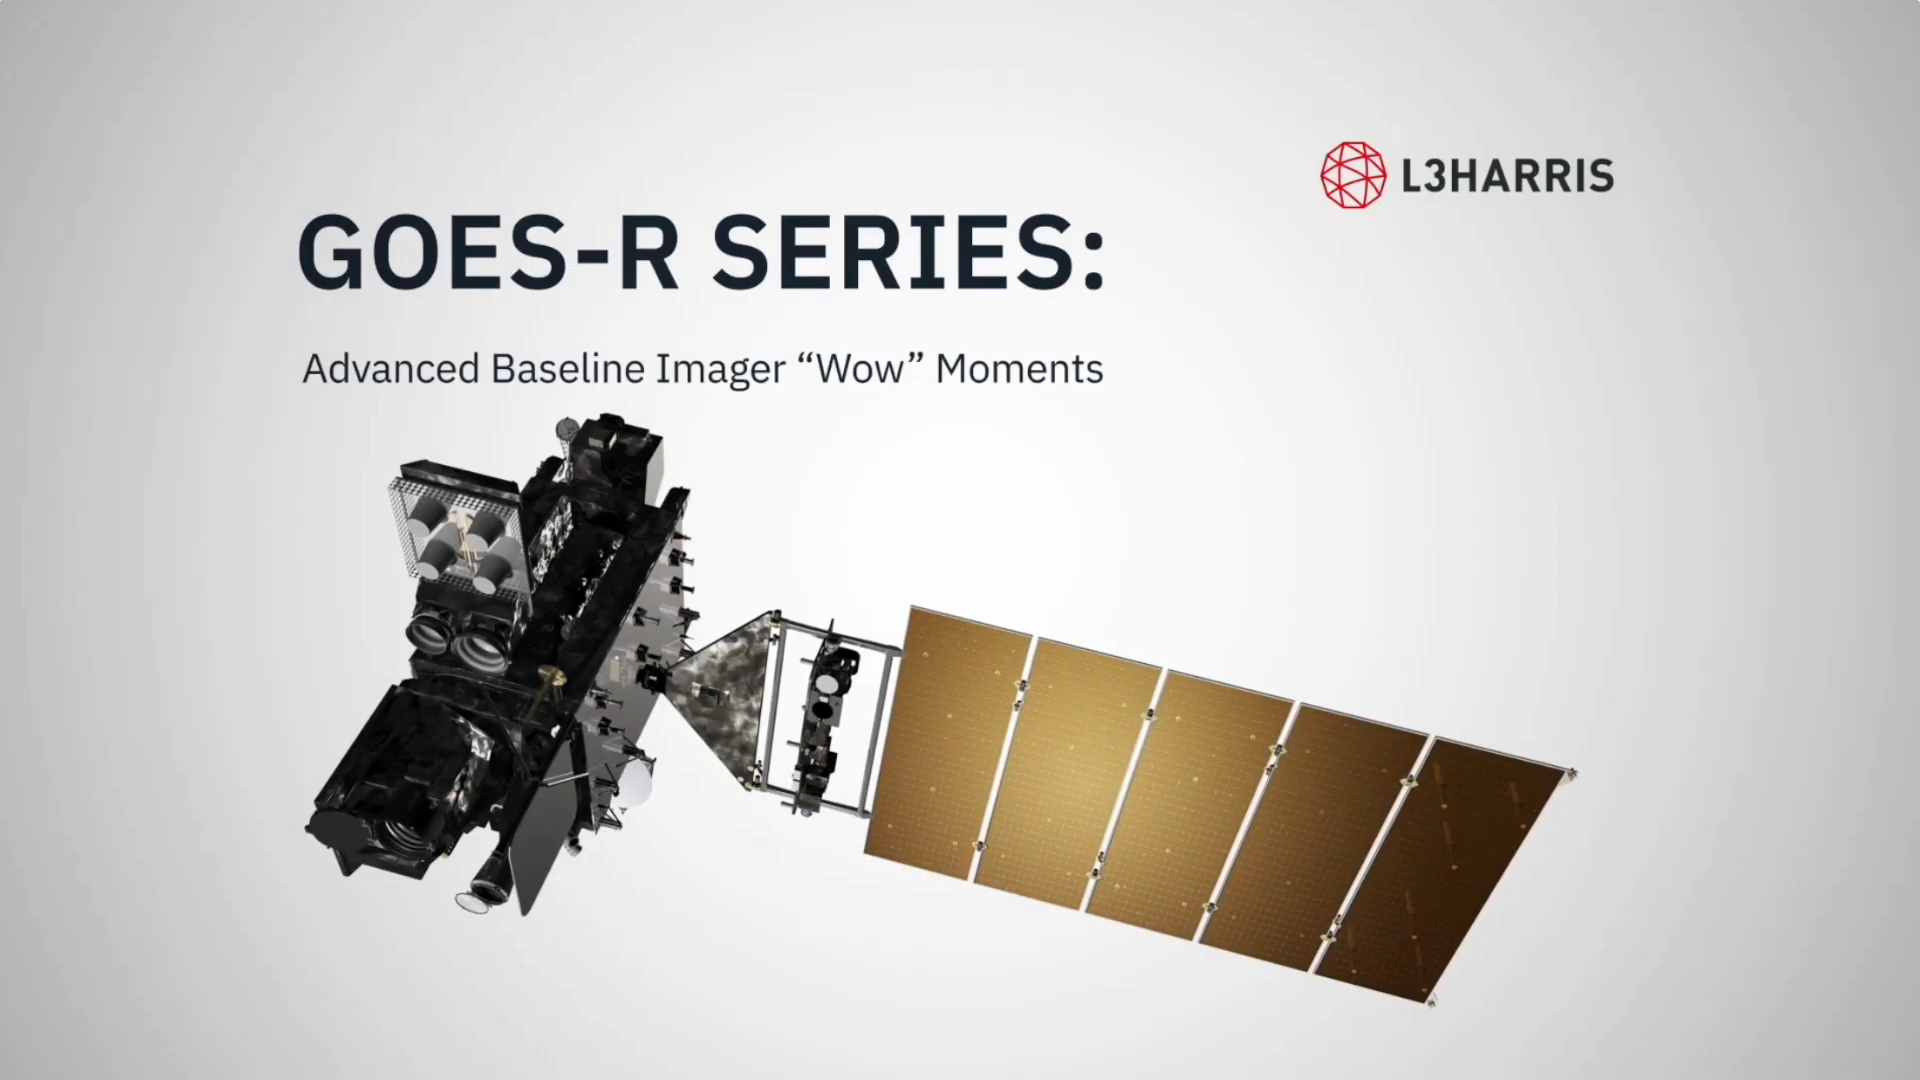 L3HARRIS
GOES-R SERIES:
Advanced Baseline Imager “Wow” Moments